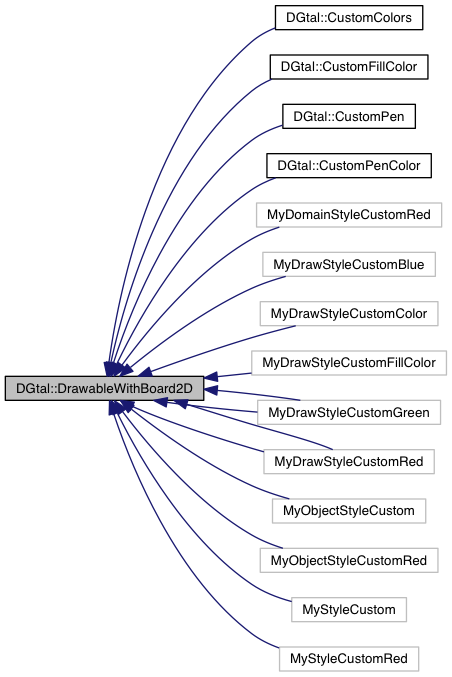 DGtal::CustomColors
DGtal::CustomFillColor
DGtal::CustomPen
DGtal::CustomPenColor
MyDomainStyleCustomRed
MyDrawStyleCustomBlue
MyDrawStyleCustomColor
MyDrawStyleCustomFillColor
DGtal::DrawableWithBoard2D
MyDrawStyleCustomGreen
MyDrawStyleCustomRed
MyObjectStyleCustom
MyObjectStyleCustomRed
MyStyleCustom
MyStyleCustomRed